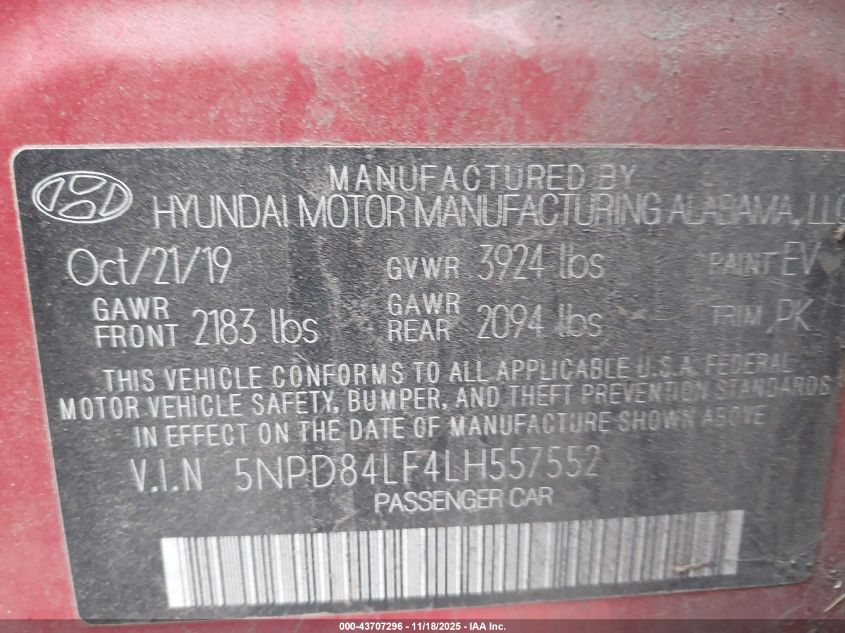 MANUFACTURED BY
HYUNDAI MOTOR MANUFACTURING ALABAMA, LLC
Oct/21/19 GVWR 3924 lbs PAINT EV
GAWR FRONT 2183 lbs GAWR REAR 2094 lbs TRIM PK
THIS VEHICLE CONFORMS TO ALL APPLICABLE U.S.A. FEDERAL
MOTOR VEHICLE SAFETY, BUMPER, AND THEFT PREVENTION STANDARDS
IN EFFECT ON THE DATE OF MANUFACTURE SHOWN ABOVE
V.I.N 5NPD84LF4LH557552
PASSENGER CAR
000-43707296 - 11/18/2025 - IAA Inc.